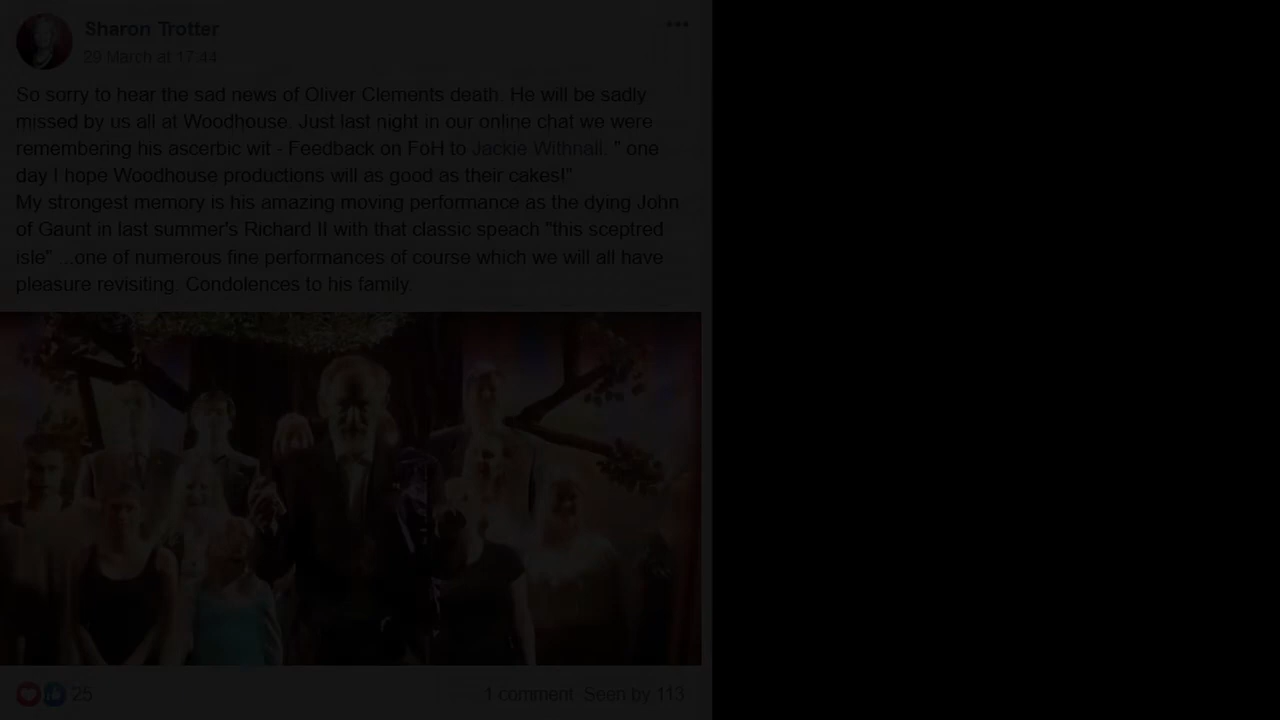 Sharon Trotter
29 March at 17:44
So sorry to hear the sad news of Oliver Clements death. He will be sadly
missed by us all at Woodhouse. Just last night in our online chat we were
remembering his ascerbic wit - Feedback on FoH to Jackie Withnall. " one
day I hope Woodhouse productions will as good as their cakes!"
My strongest memory is his amazing moving performance as the dying John
of Gaunt in last summer's Richard II with that classic speach "this sceptred
isle" ...one of numerous fine performances of course which we will all have
pleasure revisiting. Condolences to his family.
25
1 comment Seen by 113